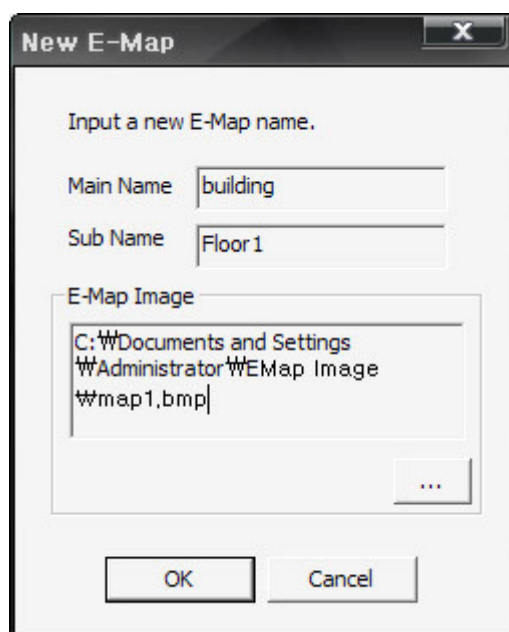 New E-Map
x
Input a new E-Map name.
Main Name building
Sub Name Floor1
E-Map Image
C:₩Documents and Settings
₩Administrator₩EMap Image
₩map1,bmp
...
OK Cancel